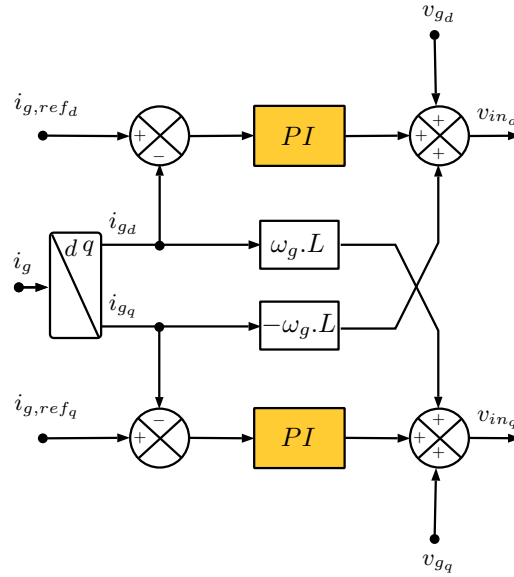 v_{g_d}
i_{g,ref_d}
+
−
PI
+
+
+
v_{in_d}
i_{g_d}
d q
i_g
ω_g.L
i_{g_q}
−ω_g.L
i_{g,ref_q}
−
+
PI
+
+
+
v_{in_q}
v_{g_q}